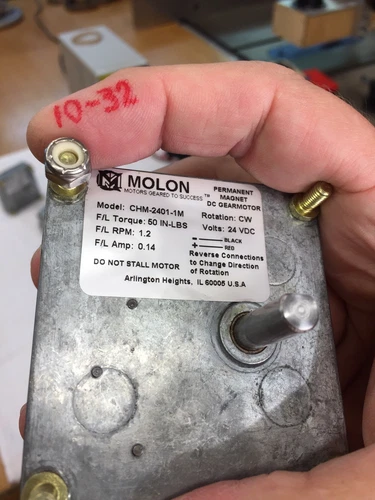 10-32
MOLON
MOTORS GEARED TO SUCCESS™
PERMANENT
MAGNET
DC GEARMOTOR
Model: CHM-2401-1M
F/L Torque: 50 IN-LBS
F/L RPM: 1.2
F/L Amp: 0.14
Rotation: CW
Volts: 24 VDC
- BLACK
+ RED
Reverse Connections
to Change Direction
of Rotation
DO NOT STALL MOTOR
Arlington Heights, IL 60005 U.S.A